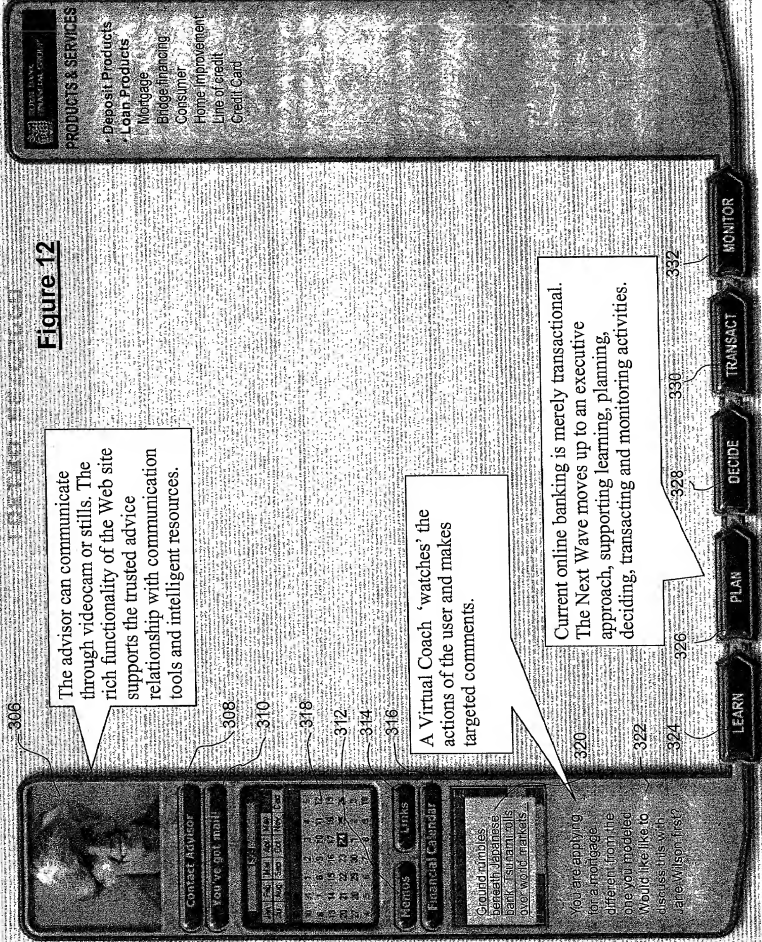 Figure 12
306
The advisor can communicate
through videocam or stills. The
rich functionality of the Web site
supports the trusted advice
relationship with communication
tools and intelligent resources.
Contact Advisor
308
You've got mail!
310
318
312
314
316
Menus
Links
Financial Calendar
A Virtual Coach 'watches' the
actions of the user and makes
targeted comments.
Ground rumbles
beneath Japanese
bank. Tsunami rolls
over world markets
320
You are applying
for a mortgage
different from the
one you modeled.
Would like like to
discuss this with
Jane Wilson first?
322
Current online banking is merely transactional.
The Next Wave moves up to an executive
approach, supporting learning, planning,
deciding, transacting and monitoring activities.
324
326
328
330
332
LEARN
PLAN
DECIDE
TRANSACT
MONITOR
FINANCIAL GROUP
PRODUCTS & SERVICES
Deposit Products
Loan Products
Mortgage
Bridge financing
Consumer
Home Improvement
Line of credit
Credit Card